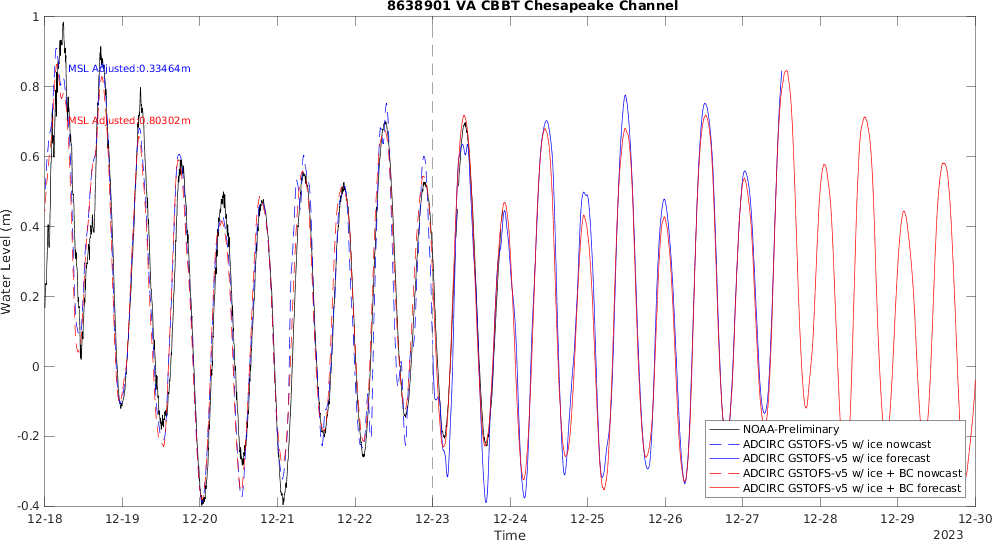 8638901 VA CBBT Chesapeake Channel
1
0.8
0.6
0.4
0.2
0
-0.2
-0.4
Water Level (m)
MSL Adjusted:0.33464m
MSL Adjusted:0.80302m
NOAA-Preliminary
ADCIRC GSTOFS-v5 w/ ice nowcast
ADCIRC GSTOFS-v5 w/ ice forecast
ADCIRC GSTOFS-v5 w/ ice + BC nowcast
ADCIRC GSTOFS-v5 w/ ice + BC forecast
12-18 12-19 12-20 12-21 12-22 12-23 12-24 12-25 12-26 12-27 12-28 12-29 12-30
Time
2023